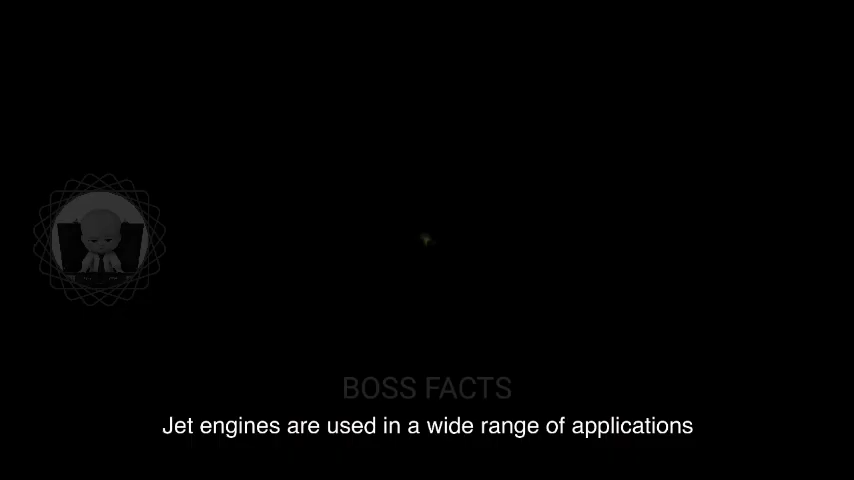 BOSS FACTS
Jet engines are used in a wide range of applications